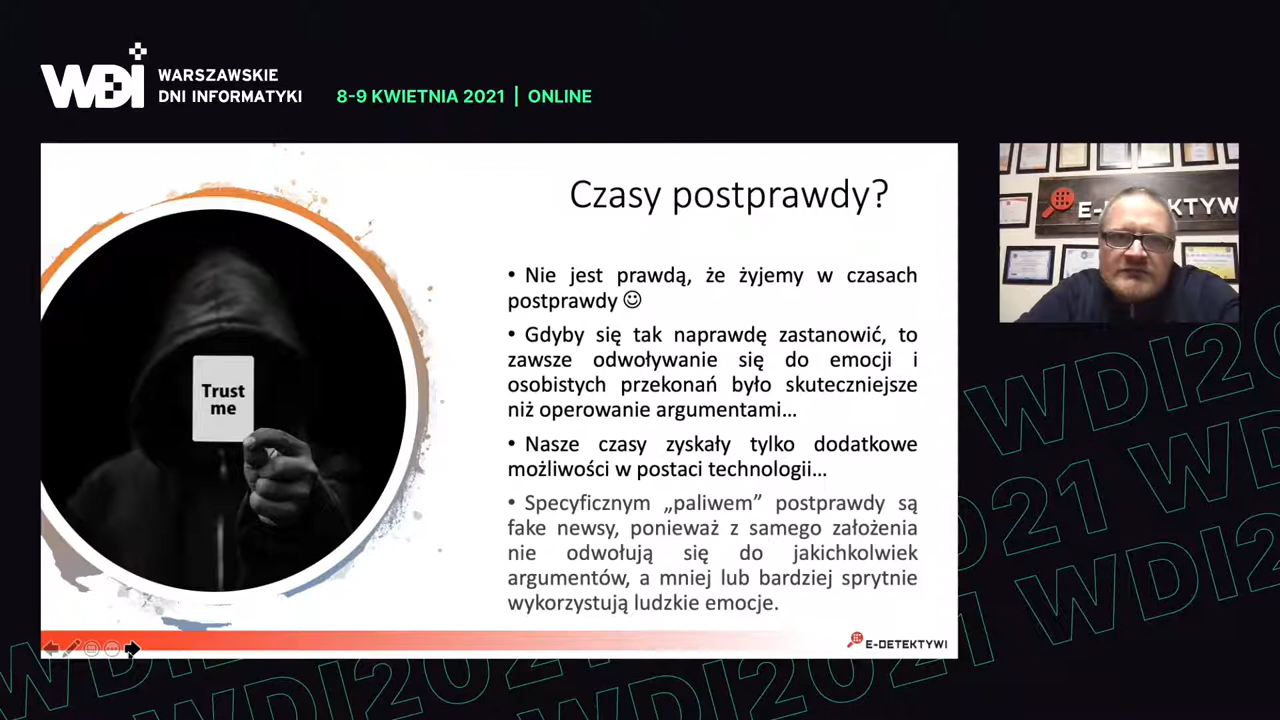 WDI
WARSZAWSKIE
DNI INFORMATYKI
8-9 KWIETNIA 2021 | ONLINE
Czasy postprawdy?
Trust
me
• Nie jest prawdą, że żyjemy w czasach
postprawdy ☺
• Gdyby się tak naprawdę zastanowić, to
zawsze odwoływanie się do emocji i
osobistych przekonań było skuteczniejsze
niż operowanie argumentami...
• Nasze czasy zyskały tylko dodatkowe
możliwości w postaci technologii...
• Specyficznym „paliwem” postprawdy są
fake newsy, ponieważ z samego założenia
nie odwołują się do jakichkolwiek
argumentów, a mniej lub bardziej sprytnie
wykorzystują ludzkie emocje.
E-DETEKTYWI
WDI2021 WDI2021